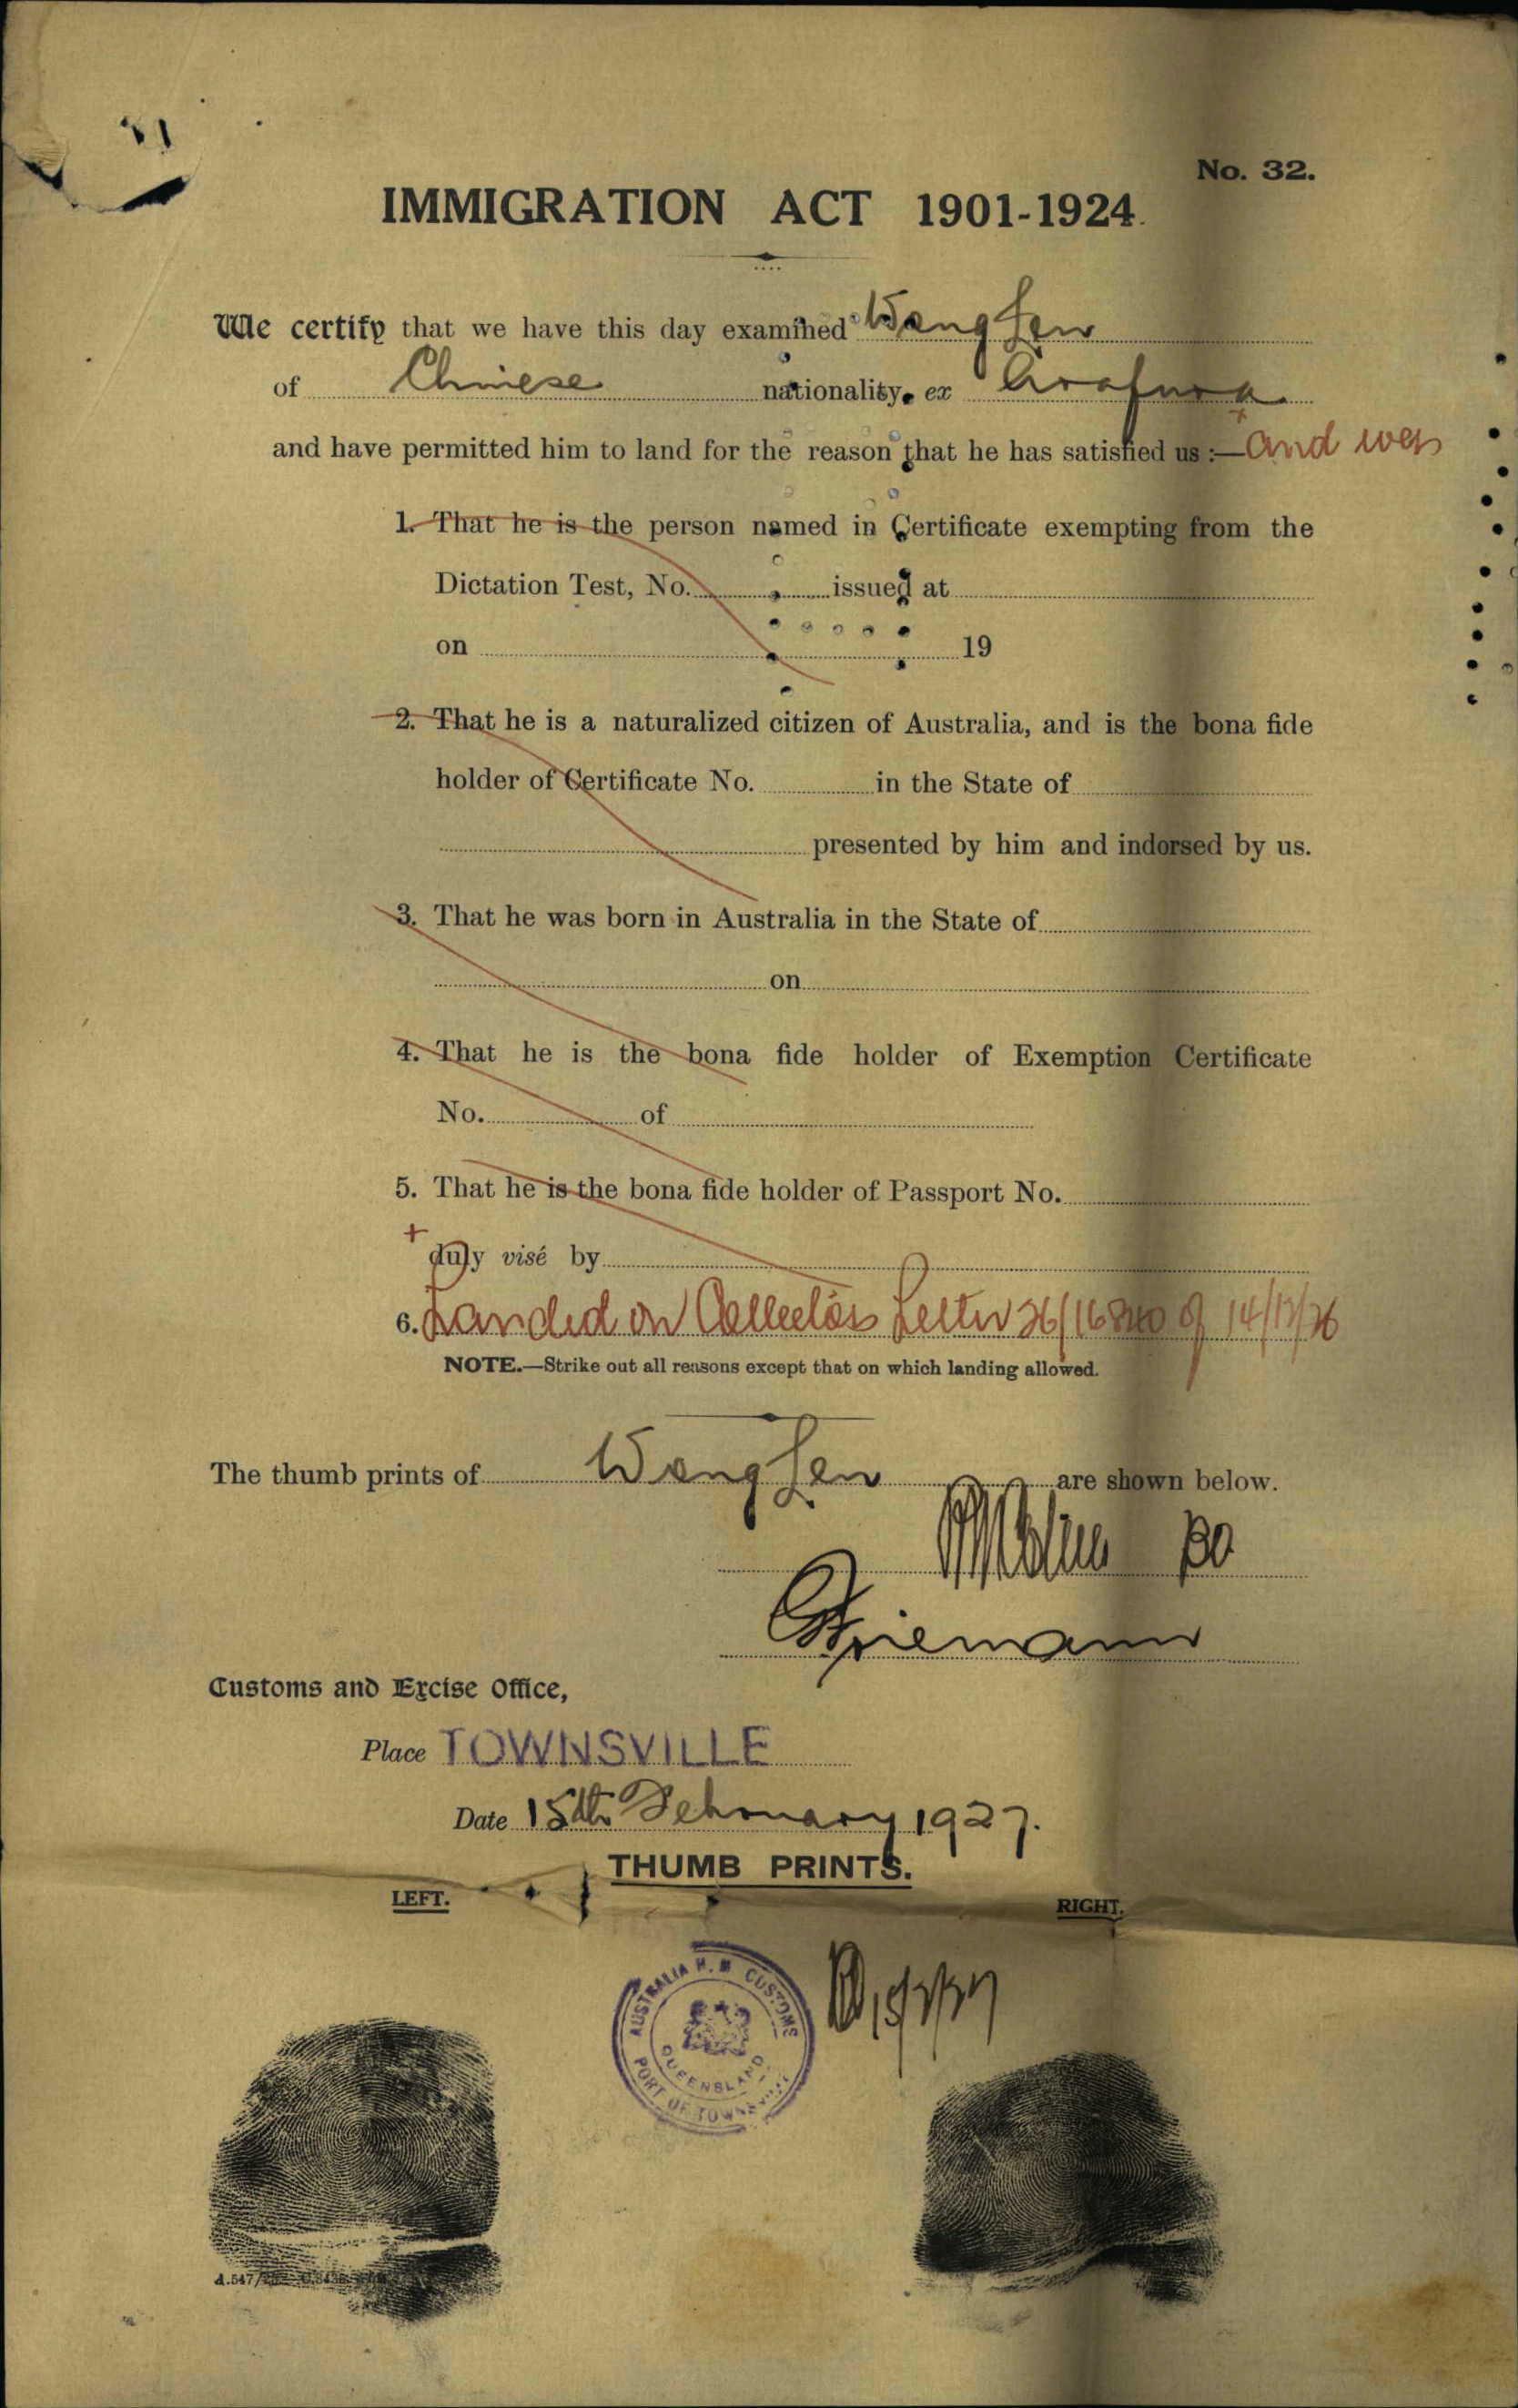 No. 32.
IMMIGRATION ACT 1901-1924.
We certify that we have this day examined Wong Sew
of Chinese nationality, ex Arafura
and have permitted him to land for the reason that he has satisfied us :— and was
1. That he is the person named in Certificate exempting from the
Dictation Test, No. issued at
on 19
2. That he is a naturalized citizen of Australia, and is the bona fide
holder of Certificate No. in the State of
presented by him and indorsed by us.
3. That he was born in Australia in the State of
on
4. That he is the bona fide holder of Exemption Certificate
No. of
5. That he is the bona fide holder of Passport No.
+
duly visé by
6. Landed on Collectors Letter 26/16840 of 14/12/26
NOTE.—Strike out all reasons except that on which landing allowed.
The thumb prints of Wong Sew are shown below.
Customs and Excise Office,
Place TOWNSVILLE
Date 15th February 1927.
THUMB PRINTS.
LEFT.
RIGHT.
AUSTRALIA H. M. CUSTOMS
QUEENSLAND
PORT OF TOWNSVILLE
15/2/27